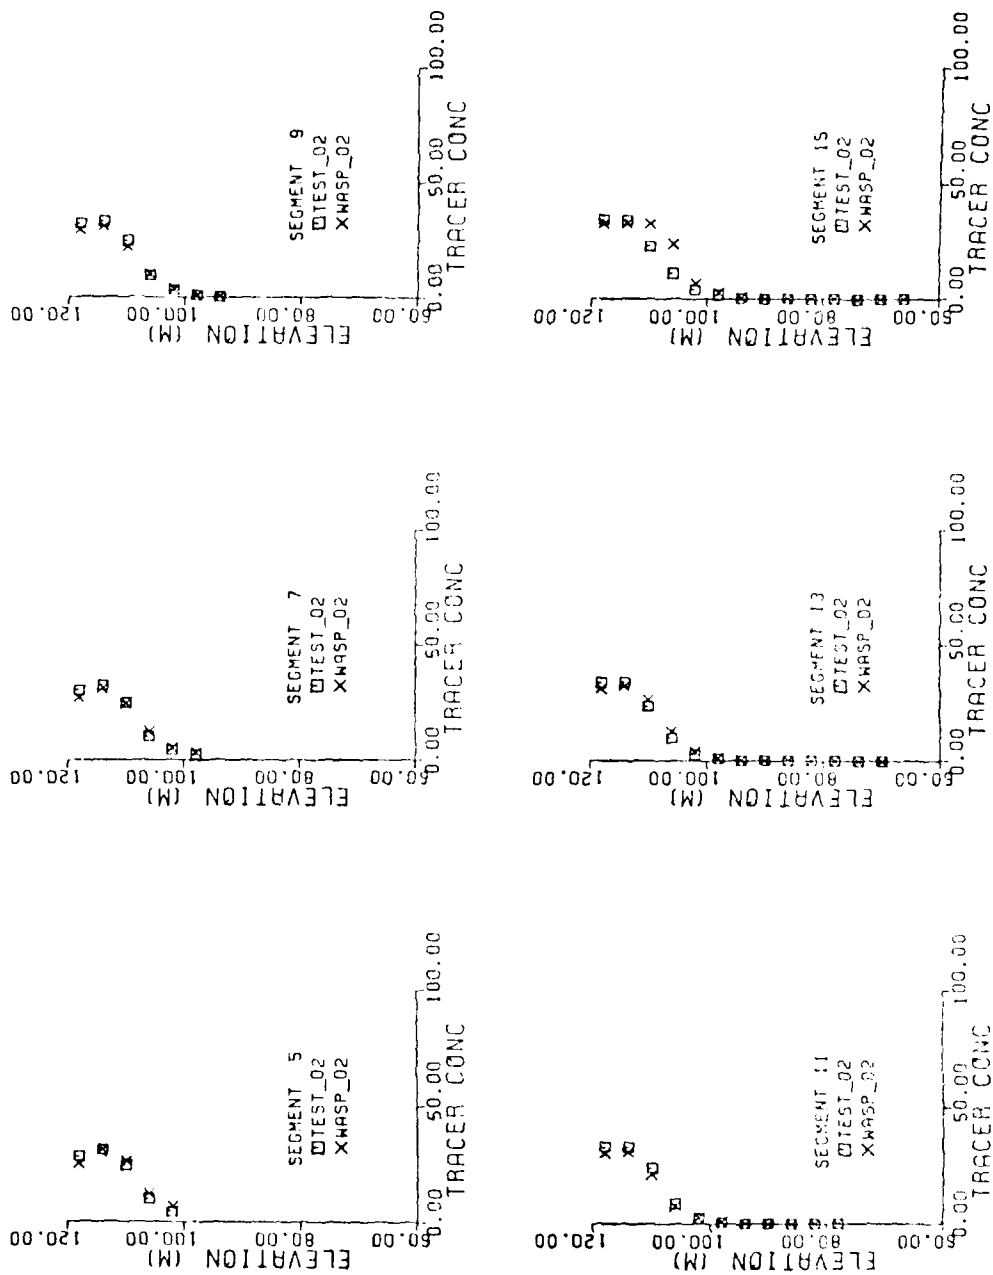 120.00
100.00
80.00
60.00
ELEVATION (M)
SEGMENT 5
TEST_02
WASP_02
0.00
50.00
100.00
TRACER CONC
120.00
100.00
80.00
60.00
ELEVATION (M)
SEGMENT 7
TEST_02
WASP_02
0.00
50.00
100.00
TRACER CONC
120.00
100.00
80.00
60.00
ELEVATION (M)
SEGMENT 9
TEST_02
WASP_02
0.00
50.00
100.00
TRACER CONC
120.00
100.00
80.00
60.00
ELEVATION (M)
SEGMENT 11
TEST_02
WASP_02
0.00
50.00
100.00
TRACER CONC
120.00
100.00
80.00
60.00
ELEVATION (M)
SEGMENT 13
TEST_02
WASP_02
0.00
50.00
100.00
TRACER CONC
120.00
100.00
80.00
60.00
ELEVATION (M)
SEGMENT 15
TEST_02
WASP_02
0.00
50.00
100.00
TRACER CONC